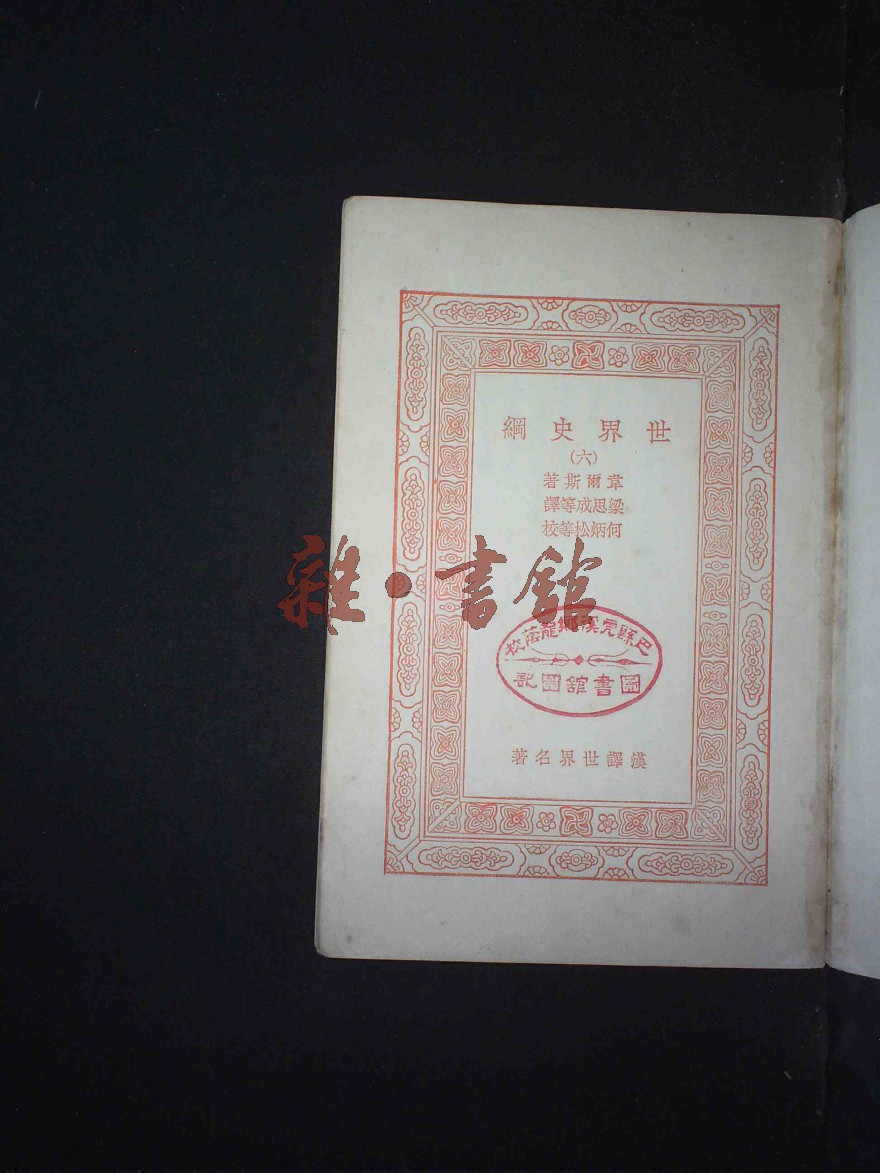 世界史綱
(六)
韋爾斯著
梁思成等譯
何炳松等校
雜·書館
圖書館圖記
漢譯世界名著